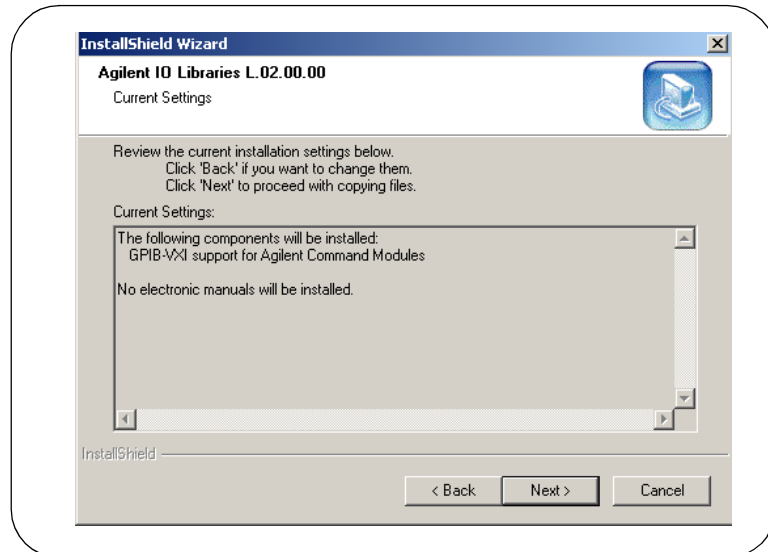 InstallShield Wizard
Agilent IO Libraries L.02.00.00
Current Settings
Review the current installation settings below.
Click 'Back' if you want to change them.
Click 'Next' to proceed with copying files.
Current Settings:
The following components will be installed:
GPIB-VXI support for Agilent Command Modules
No electronic manuals will be installed.
InstallShield
< Back Next > Cancel